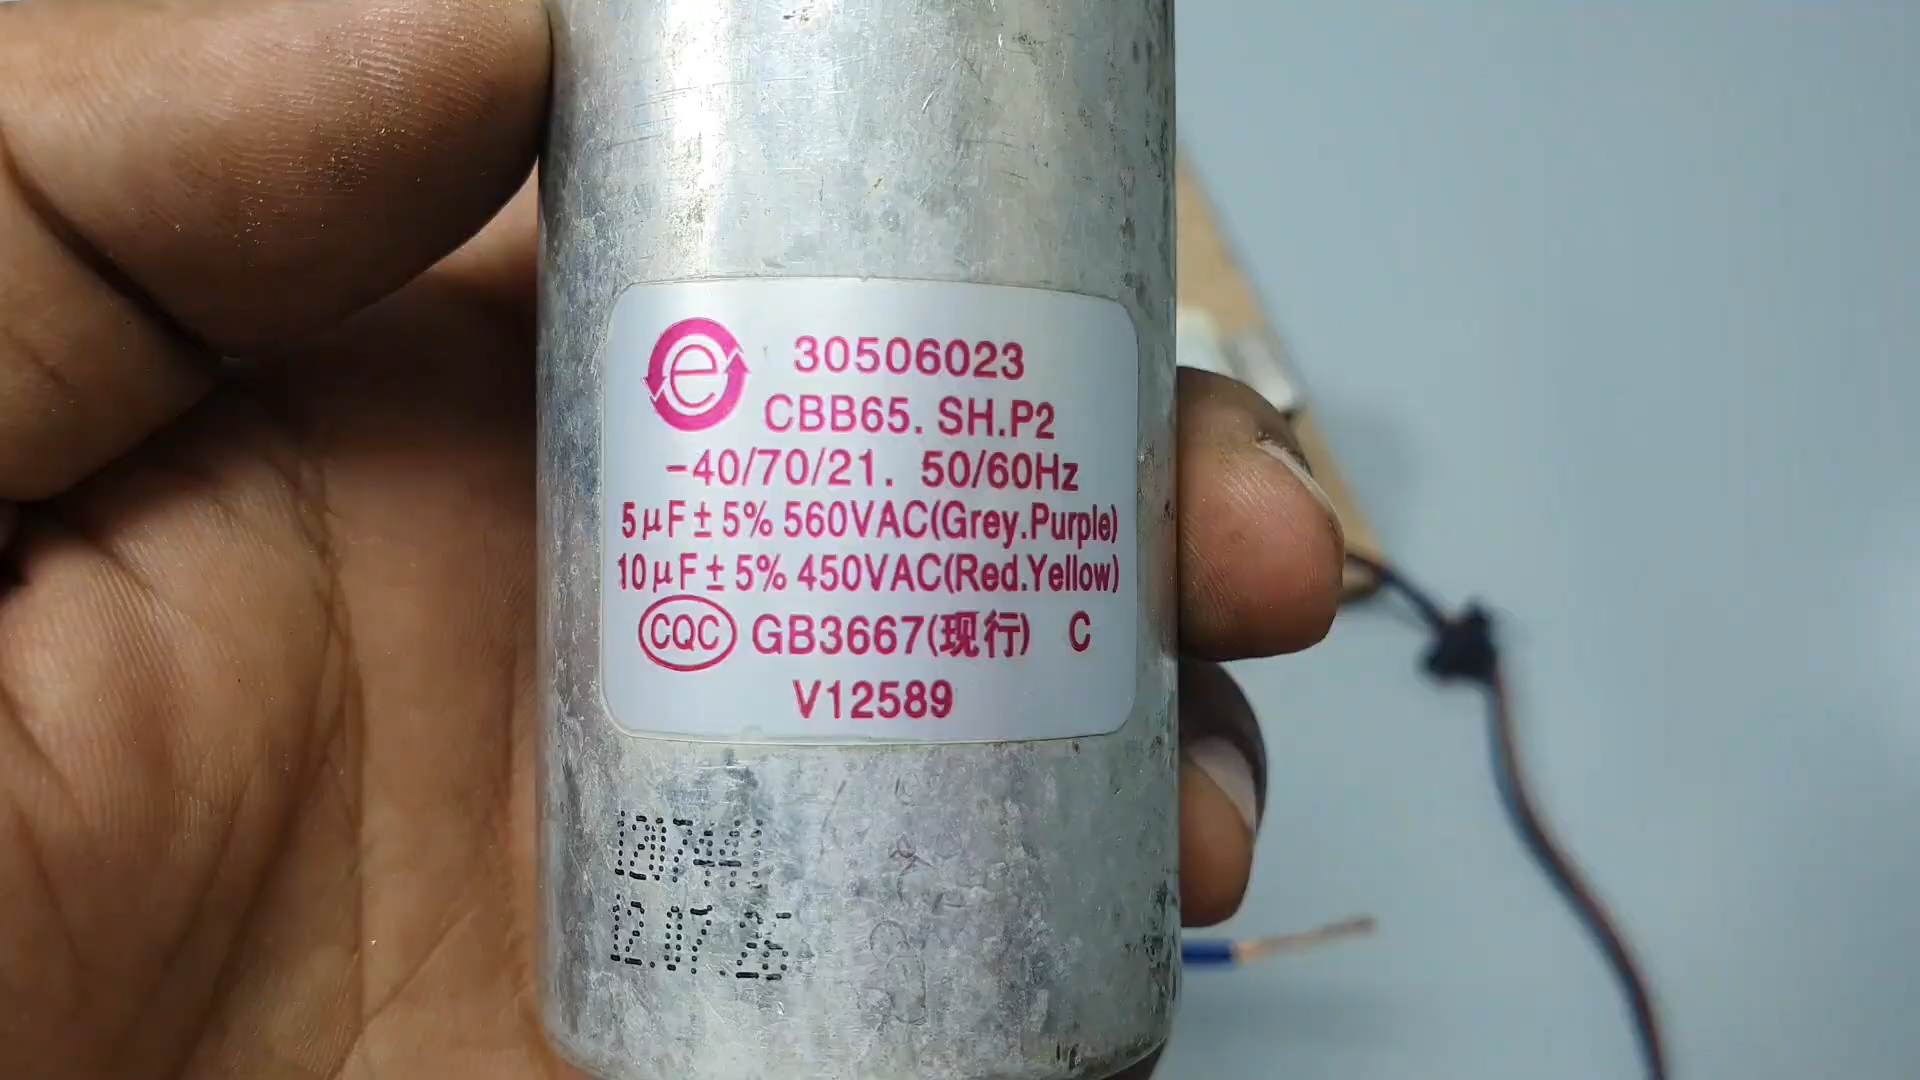 e 30506023
CBB65. SH.P2
-40/70/21. 50/60Hz
5μF±5% 560VAC(Grey.Purple)
10μF±5% 450VAC(Red.Yellow)
CQC GB3667(现行) C
V12589
12.07.26